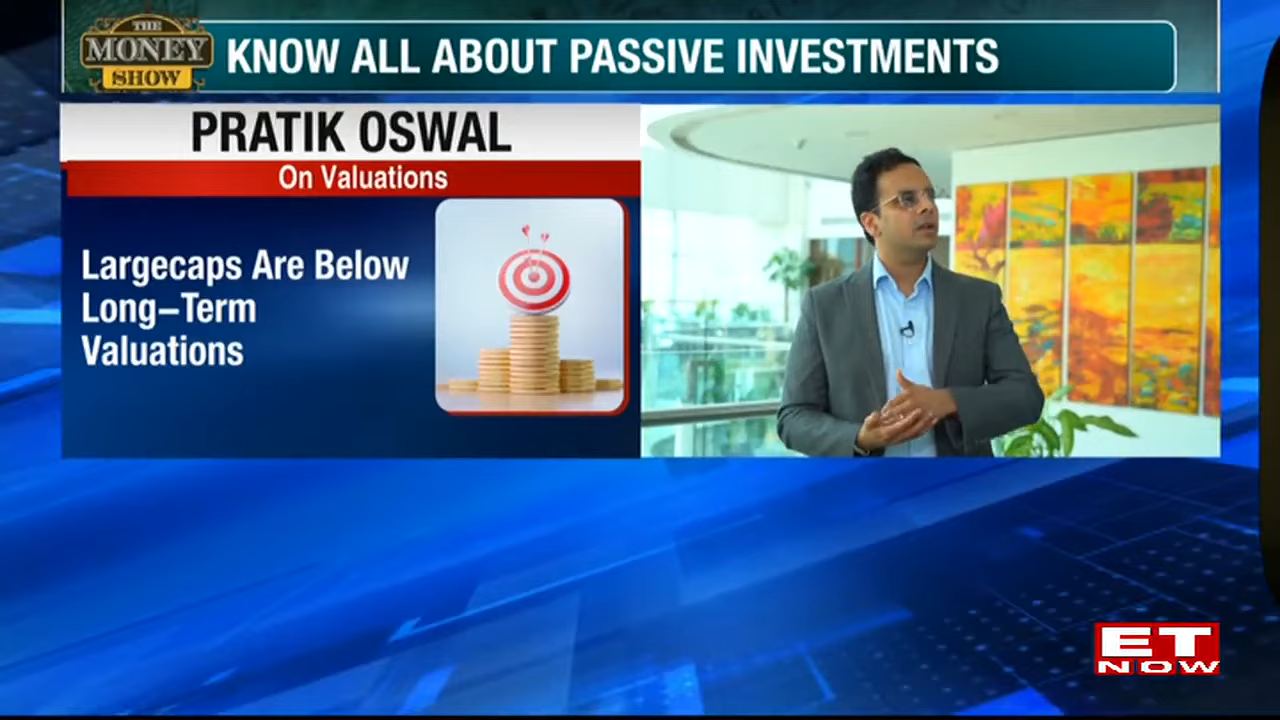 THE
MONEY
SHOW
KNOW ALL ABOUT PASSIVE INVESTMENTS
PRATIK OSWAL
On Valuations
Largecaps Are Below
Long–Term
Valuations
ET
NOW